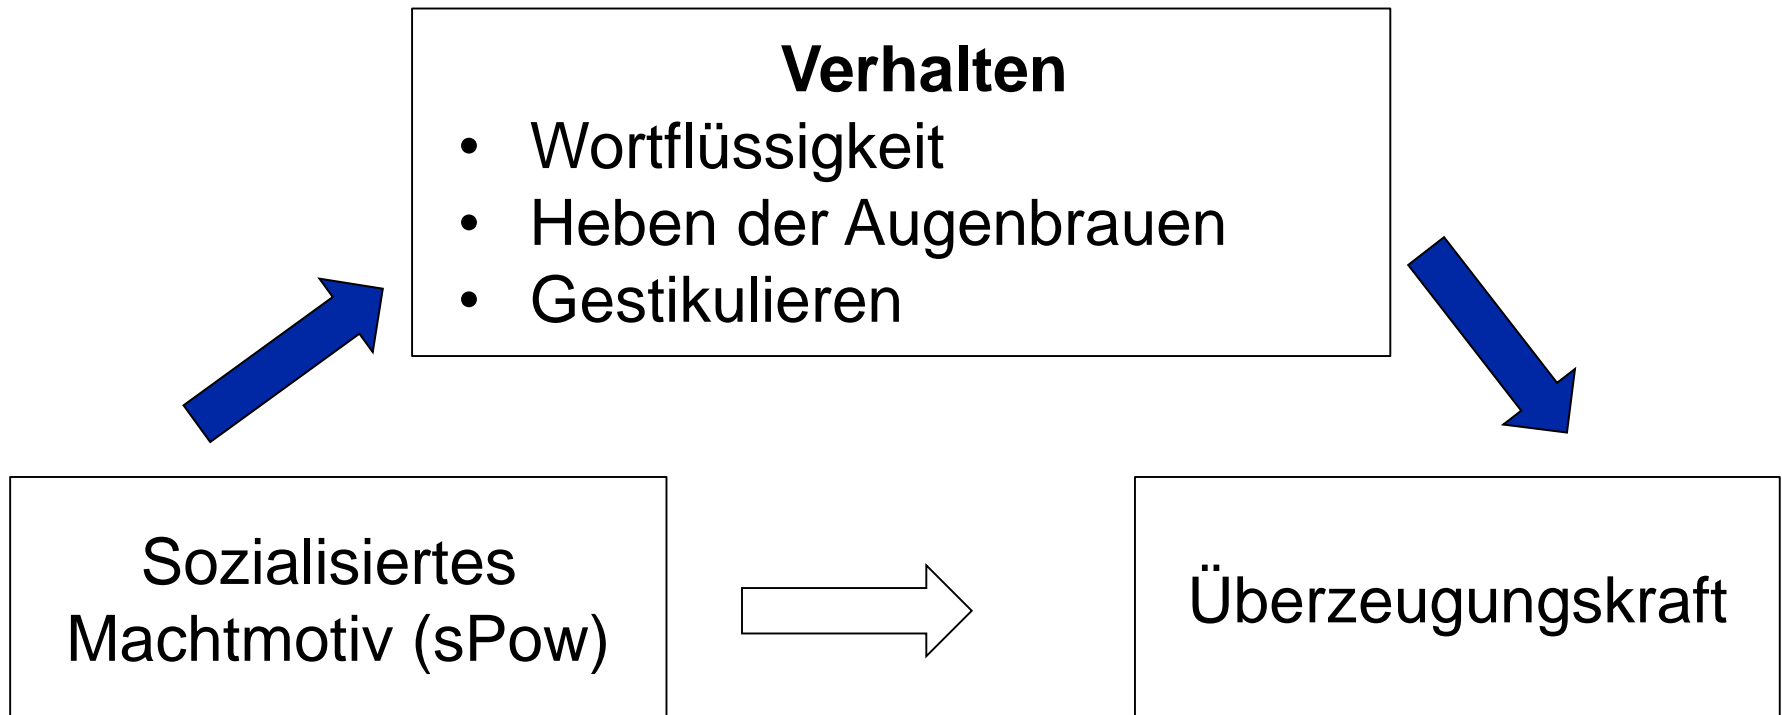 Verhalten
• Wortflüssigkeit
• Heben der Augenbrauen
• Gestikulieren
Sozialisiertes
Machtmotiv (sPow)
Überzeugungskraft